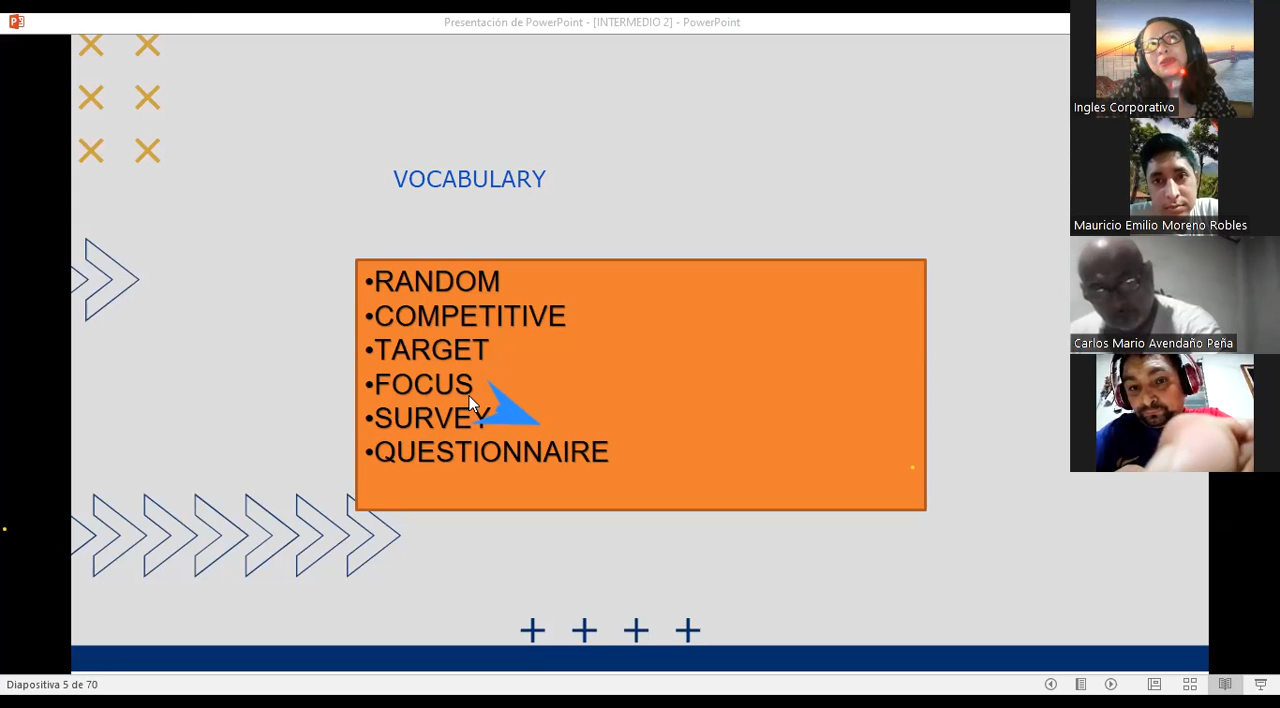 Presentación de PowerPoint - [INTERMEDIO 2] - PowerPoint
Ingles Corporativo
Mauricio Emilio Moreno Robles
Carlos Mario Avendaño Peña
VOCABULARY
•RANDOM
•COMPETITIVE
•TARGET
•FOCUS
•SURVEY
•QUESTIONNAIRE
Diapositiva 5 de 70